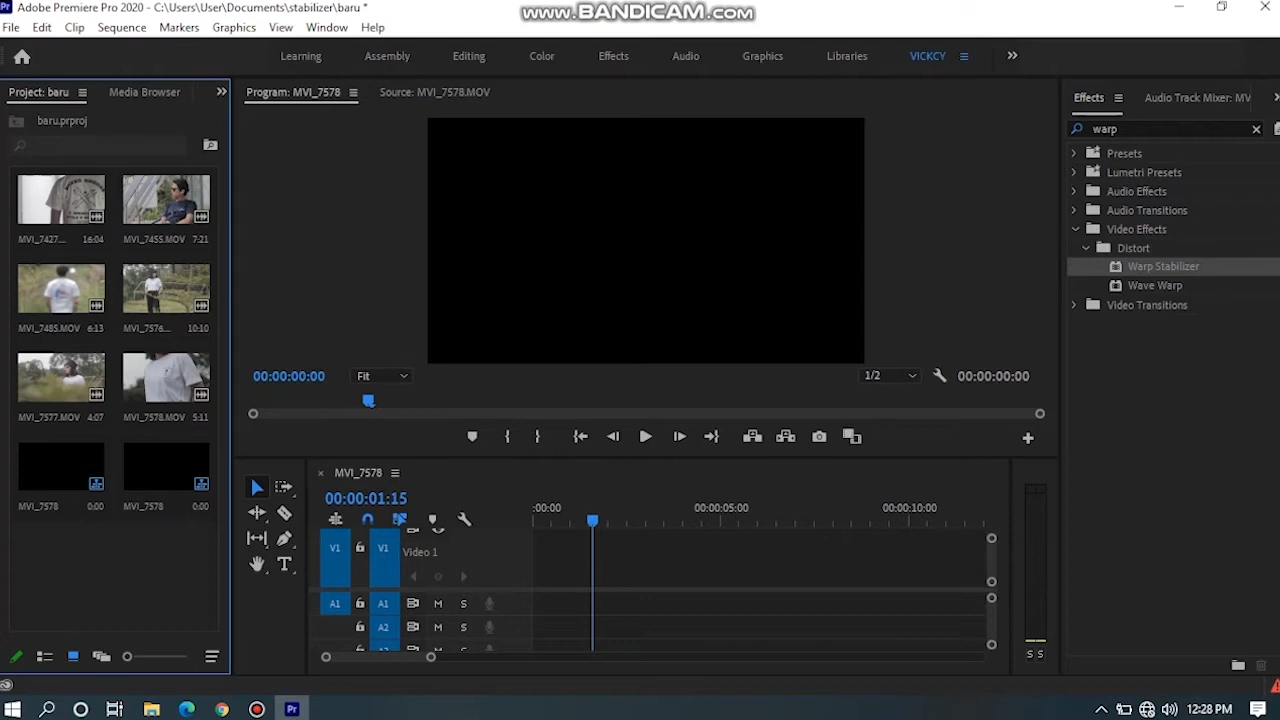 Adobe Premiere Pro 2020 - C:\Users\User\Documents\stabilizer\baru *
www.BANDICAM.com
File Edit Clip Sequence Markers Graphics View Window Help
Learning Assembly Editing Color Effects Audio Graphics Libraries VICKCY
Project: baru Media Browser
Program: MVI_7578 Source: MVI_7578.MOV
Effects Audio Track Mixer: MV
baru.prproj
warp
Presets
Lumetri Presets
Audio Effects
Audio Transitions
Video Effects
Distort
Warp Stabilizer
Wave Warp
Video Transitions
MVI_7427.... 16:04 MVI_7455.MOV 7:21
MVI_7485.MOV 6:13 MVI_7576.... 10:10
MVI_7577.MOV 4:07 MVI_7578.MOV 5:11
MVI_7578 0:00 MVI_7578 0:00
00:00:00:00 Fit 1/2 00:00:00:00
MVI_7578
00:00:01:15
:00:00 00:00:05:00 00:00:10:00
V1 V1 Video 1
A1 A1 M S
A2 M S
S S
12:28 PM